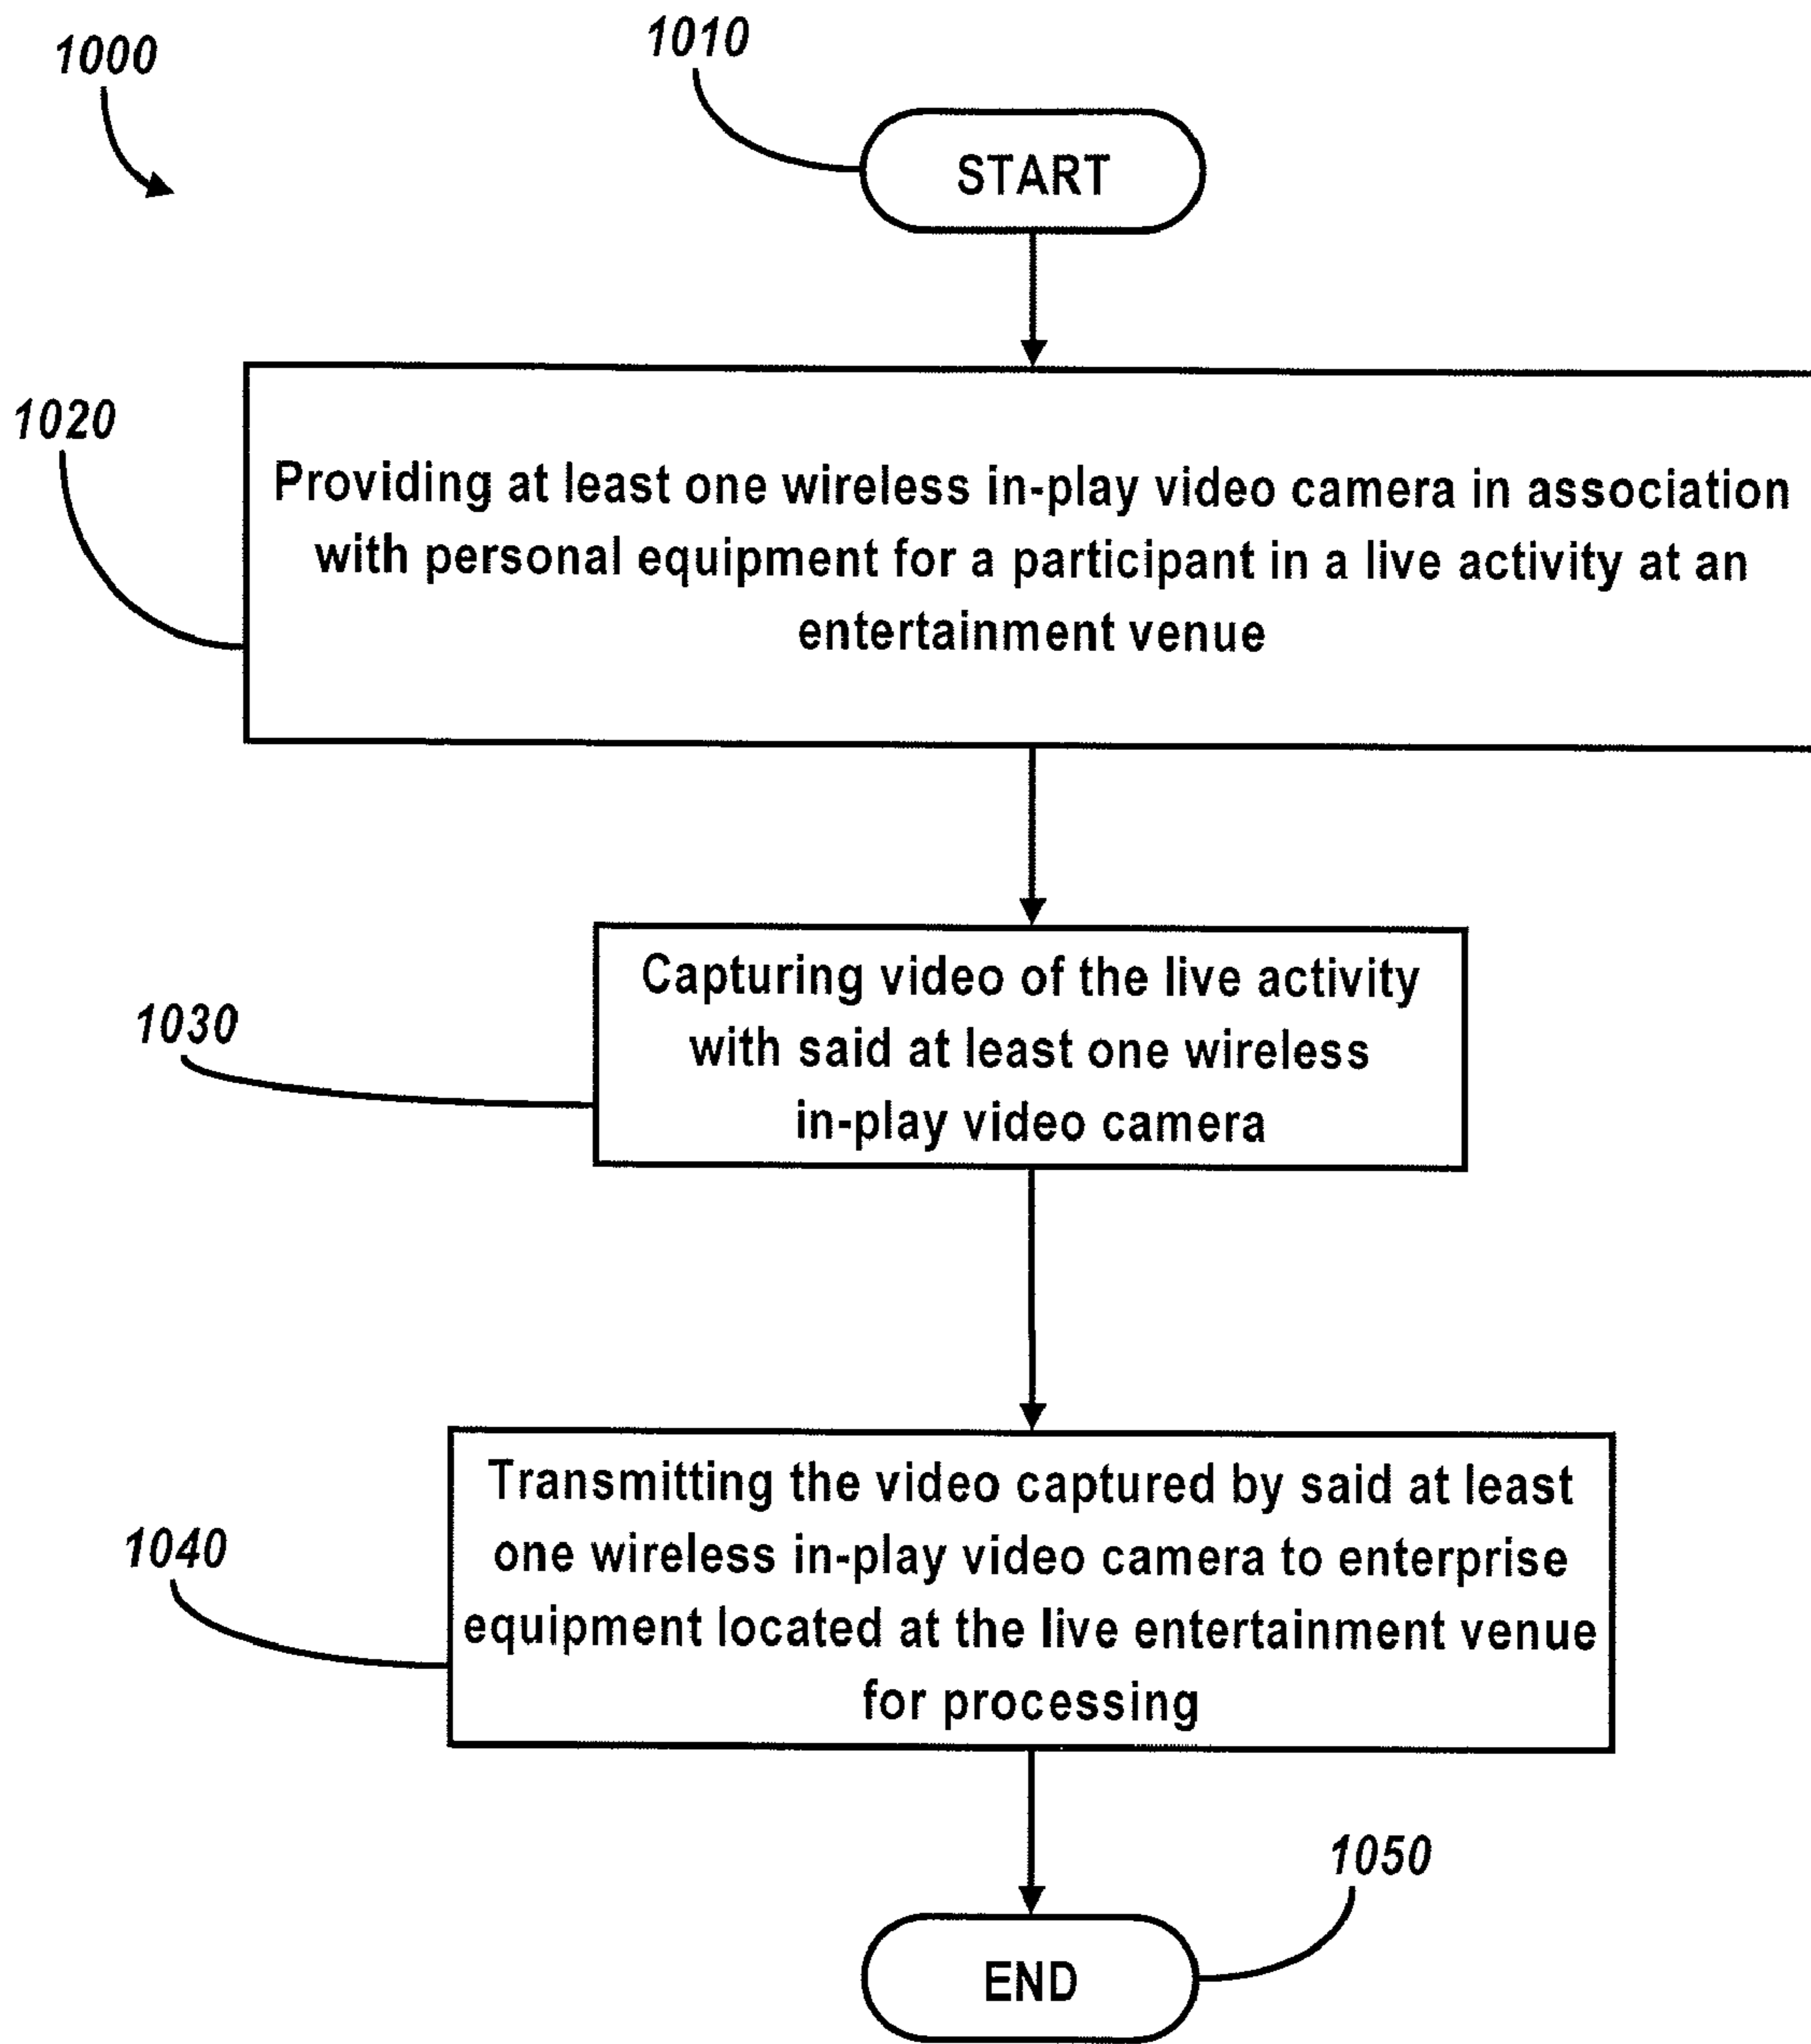 1000
1010
START
1020
Providing at least one wireless in-play video camera in association
with personal equipment for a participant in a live activity at an
entertainment venue
1030
Capturing video of the live activity
with said at least one wireless
in-play video camera
1040
Transmitting the video captured by said at least
one wireless in-play video camera to enterprise
equipment located at the live entertainment venue
for processing
1050
END